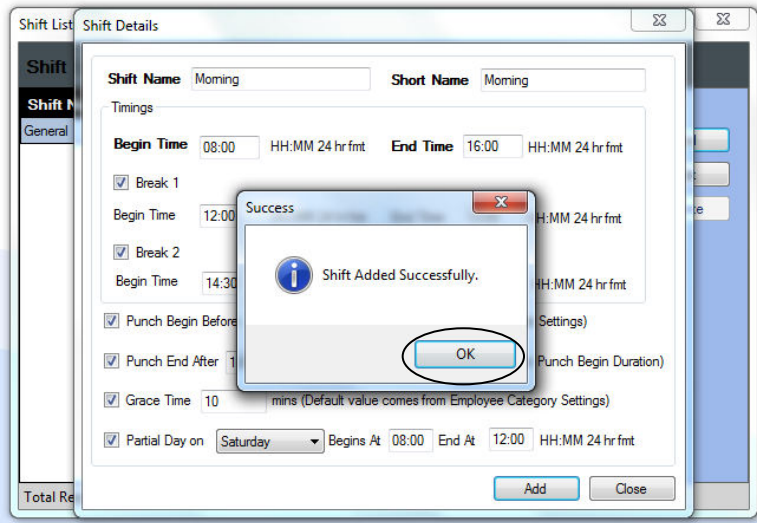 Shift List
Shift Details
Shift
Shift Name Morning Short Name Morning
Shift N
Timings
General
Begin Time 08:00 HH:MM 24 hr fmt End Time 16:00 HH:MM 24 hr fmt
Break 1
Success
Begin Time 12:00 H:MM 24 hr fmt
Break 2
Shift Added Successfully.
Begin Time 14:30 HH:MM 24 hr fmt
Punch Begin Before Settings)
OK
Punch End After 1 Punch Begin Duration)
Grace Time 10 mins (Default value comes from Employee Category Settings)
Partial Day on Saturday Begins At 08:00 End At 12:00 HH:MM 24 hr fmt
Add Close
Total Re